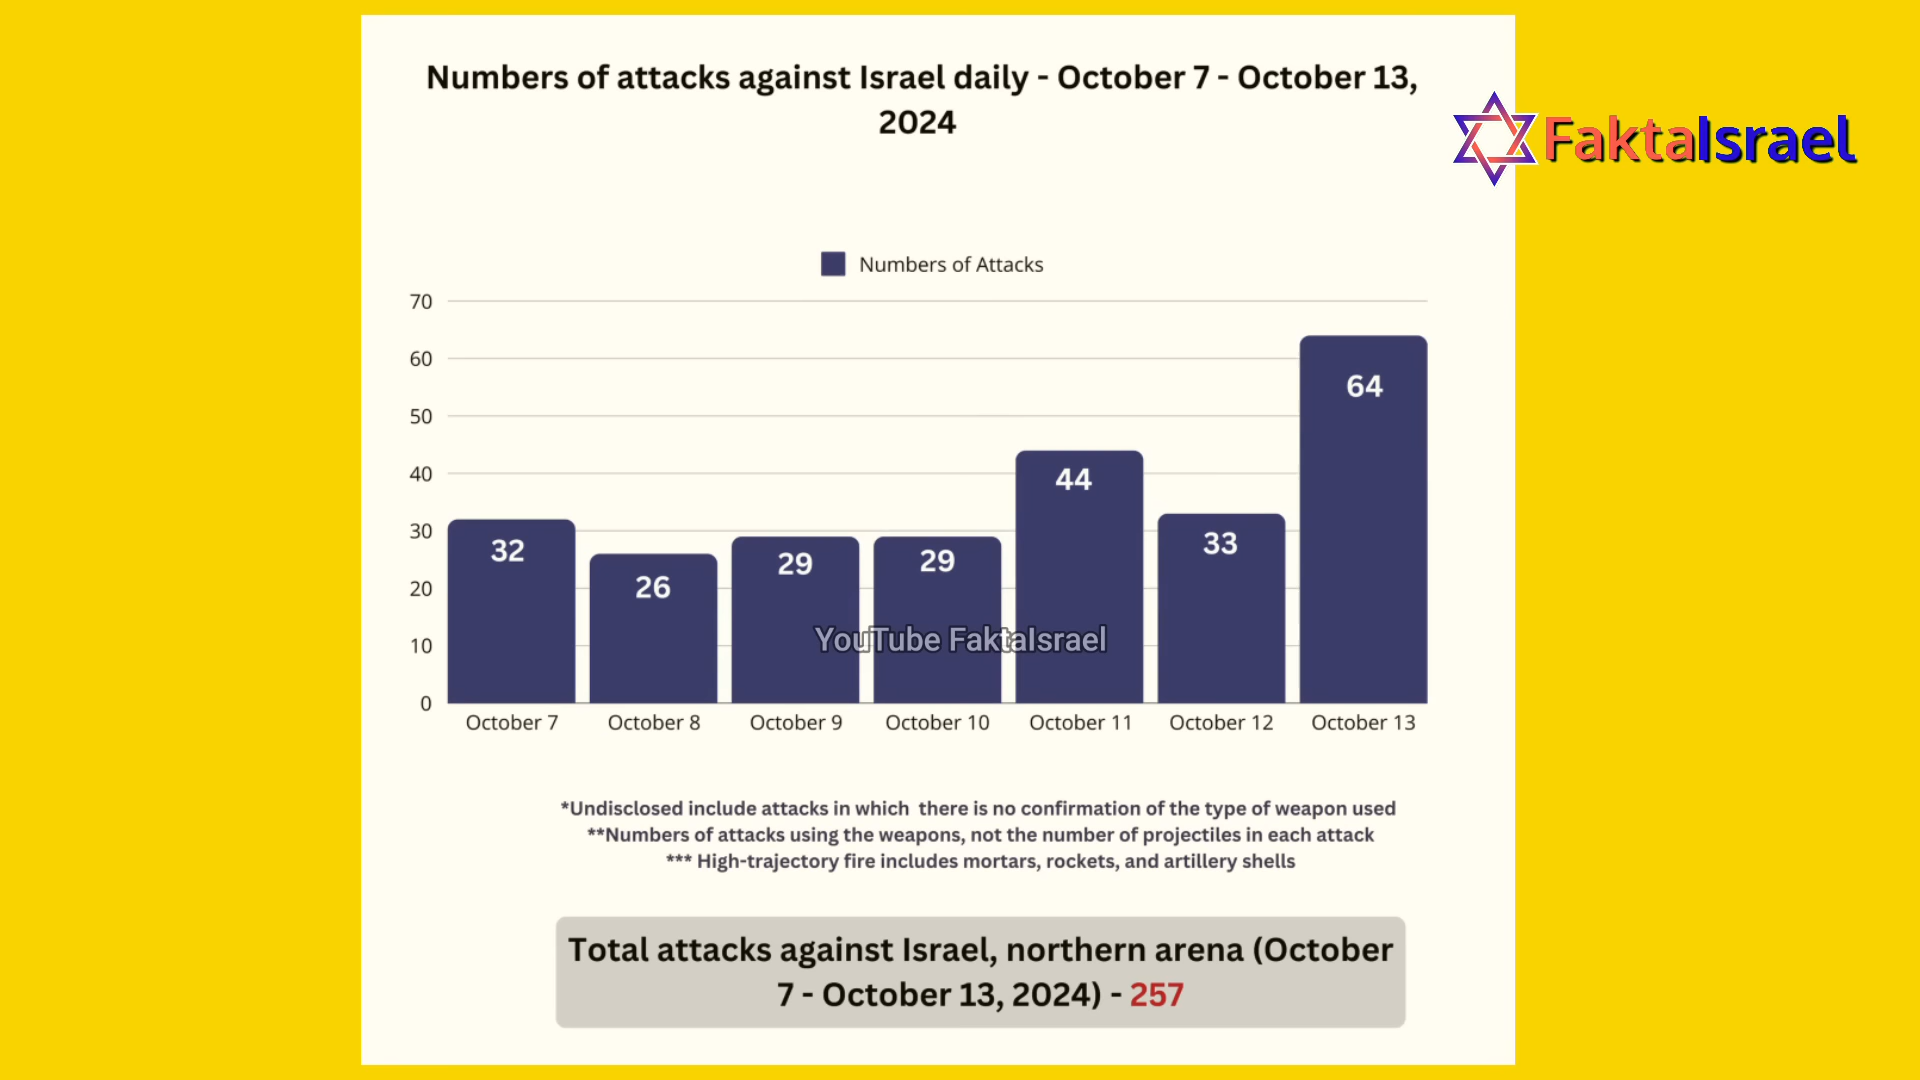 Numbers of attacks against Israel daily - October 7 - October 13,
2024
FaktaIsrael
Numbers of Attacks
70
60
50
40
30
20
10
0
32
26
29
29
44
33
64
YouTube FaktaIsrael
October 7
October 8
October 9
October 10
October 11
October 12
October 13
*Undisclosed include attacks in which there is no confirmation of the type of weapon used
**Numbers of attacks using the weapons, not the number of projectiles in each attack
*** High-trajectory fire includes mortars, rockets, and artillery shells
Total attacks against Israel, northern arena (October
7 - October 13, 2024) - 257